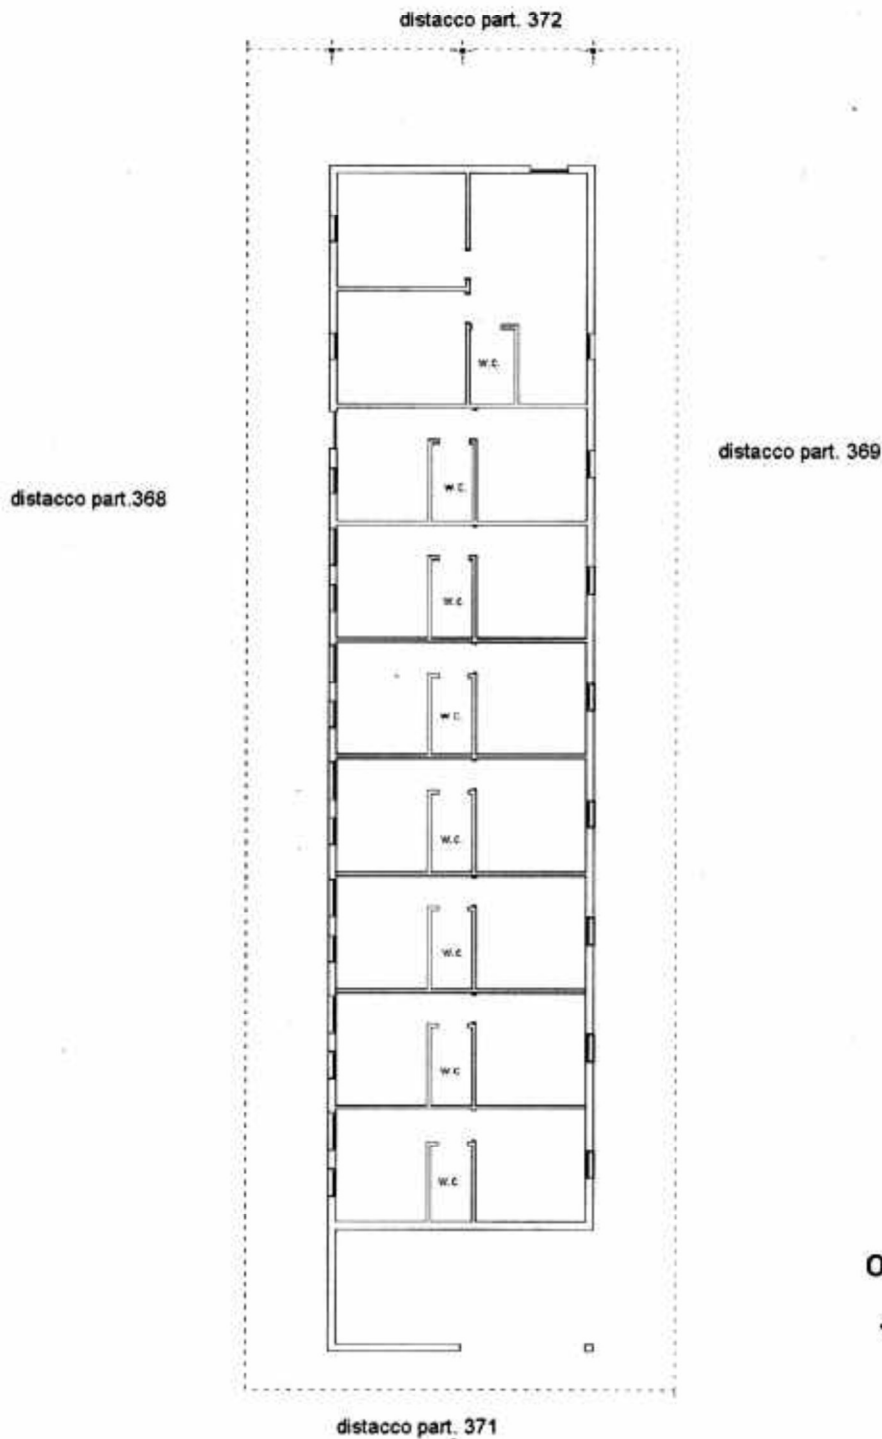 distacco part. 372
w.c.
distacco part. 369
distacco part.368
w.c.
w.c.
w.c.
w.c.
w.c.
w.c.
w.c.
O
distacco part. 371